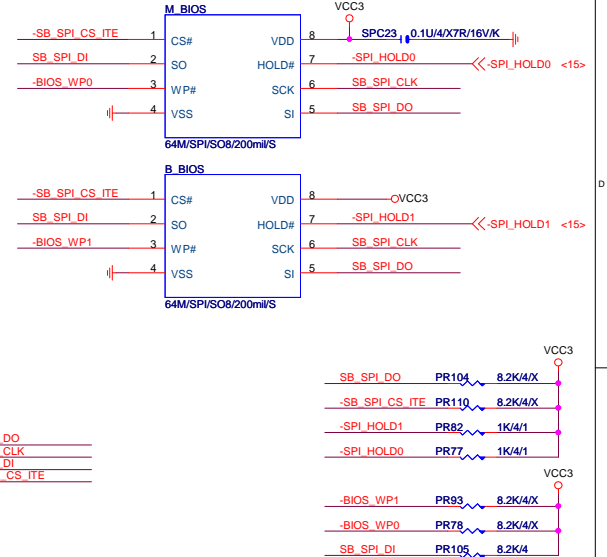 M_BIOS
VCC3
SPC23 0.1U/4/X7R/16V/K
-SB_SPI_CS_ITE 1 CS# VDD 8
SB_SPI_DI 2 SO HOLD# 7 -SPI_HOLD0 -SPI_HOLD0 <15>
-BIOS_WP0 3 WP# SCK 6 SB_SPI_CLK
4 VSS SI 5 SB_SPI_DO
64M/SPI/SO8/200mil/S
B_BIOS
-SB_SPI_CS_ITE 1 CS# VDD 8 VCC3
SB_SPI_DI 2 SO HOLD# 7 -SPI_HOLD1 -SPI_HOLD1 <15>
-BIOS_WP1 3 WP# SCK 6 SB_SPI_CLK
4 VSS SI 5 SB_SPI_DO
64M/SPI/SO8/200mil/S
D
VCC3
SB_SPI_DO PR104 8.2K/4/X
-SB_SPI_CS_ITE PR110 8.2K/4/X
-SPI_HOLD1 PR82 1K/4/1
-SPI_HOLD0 PR77 1K/4/1
_DO
_CLK
_DI
_CS_ITE
VCC3
-BIOS_WP1 PR93 8.2K/4/X
-BIOS_WP0 PR78 8.2K/4/X
SB_SPI_DI PR105 8.2K/4